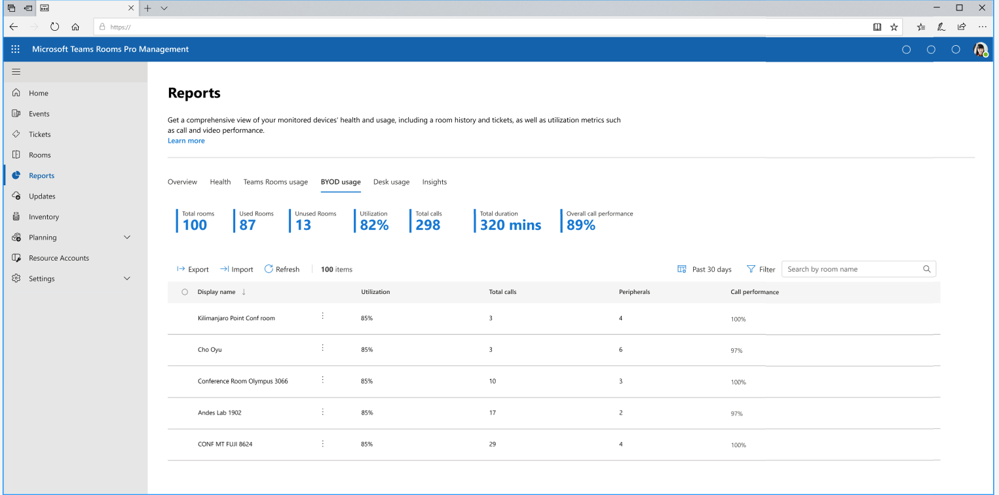 https://
Microsoft Teams Rooms Pro Management
Home
Events
Tickets
Rooms
Reports
Updates
Inventory
Planning
Resource Accounts
Settings
Reports
Get a comprehensive view of your monitored devices' health and usage, including a room history and tickets, as well as utilization metrics such
as call and video performance.
Learn more
Overview Health Teams Rooms usage BYOD usage Desk usage Insights
Total rooms Used Rooms Unused Rooms Utilization Total calls Total duration Overall call performance
100 87 13 82% 298 320 mins 89%
Export Import Refresh 100 items Past 30 days Filter Search by room name
Display name Utilization Total calls Peripherals Call performance
Kilimanjaro Point Conf room 85% 3 4 100%
Cho Oyu 85% 3 6 97%
Conference Room Olympus 3066 85% 10 3 100%
Andes Lab 1902 85% 17 2 97%
CONF MT FUJI 8624 85% 29 4 100%